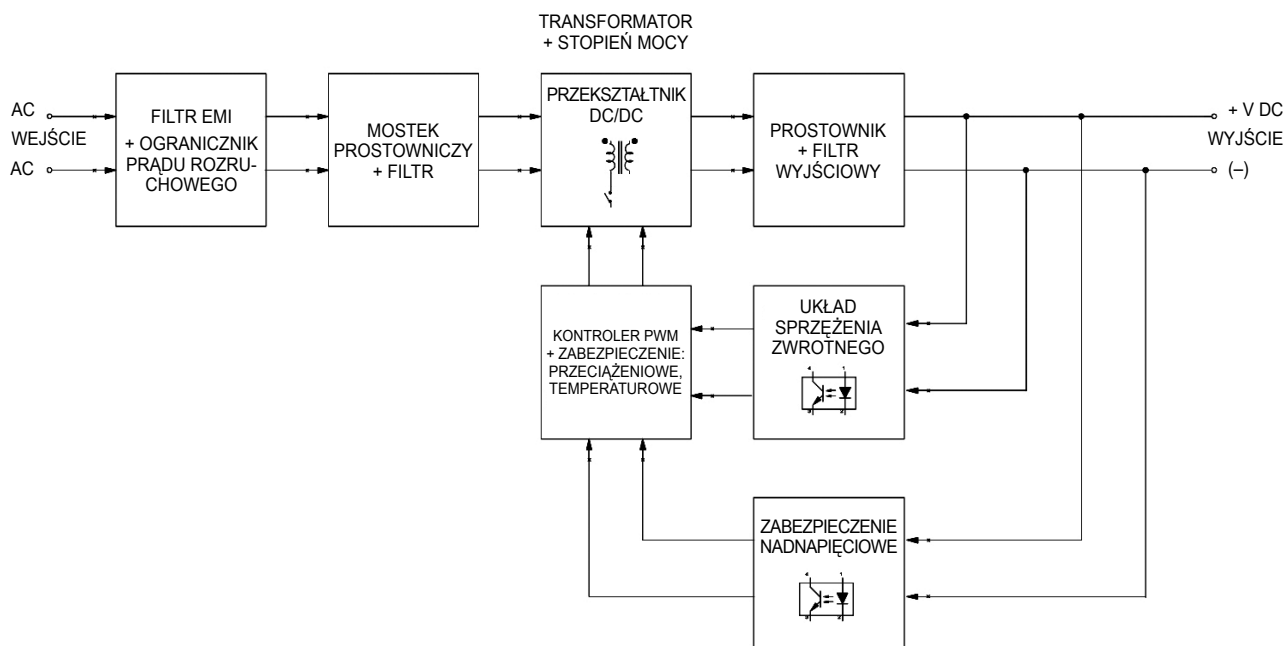 TRANSFORMATOR
+ STOPIEŃ MOCY
AC
WEJŚCIE
AC
FILTR EMI
+ OGRANICZNIK
PRĄDU ROZRU-
CHOWEGO
MOSTEK
PROSTOWNICZY
+ FILTR
PRZEKSZTAŁTNIK
DC/DC
PROSTOWNIK
+ FILTR
WYJŚCIOWY
+ V DC
WYJŚCIE
(–)
KONTROLER PWM
+ ZABEZPIECZENIE:
PRZECIĄŻENIOWE,
TEMPERATUROWE
UKŁAD
SPRZĘŻENIA
ZWROTNEGO
ZABEZPIECZENIE
NADNAPIĘCIOWE